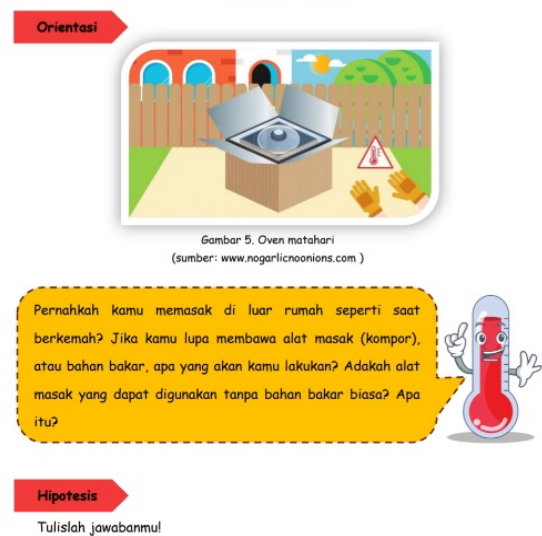 Orientasi
Gambar 5. Oven matahari
(sumber: www.nogarlicnoonions.com )
Pernahkah kamu memasak di luar rumah seperti saat
berkemah? Jika kamu lupa membawa alat masak (kompor),
atau bahan bakar, apa yang akan kamu lakukan? Adakah alat
masak yang dapat digunakan tanpa bahan bakar biasa? Apa
itu?
Hipotesis
Tulislah jawabanmu!